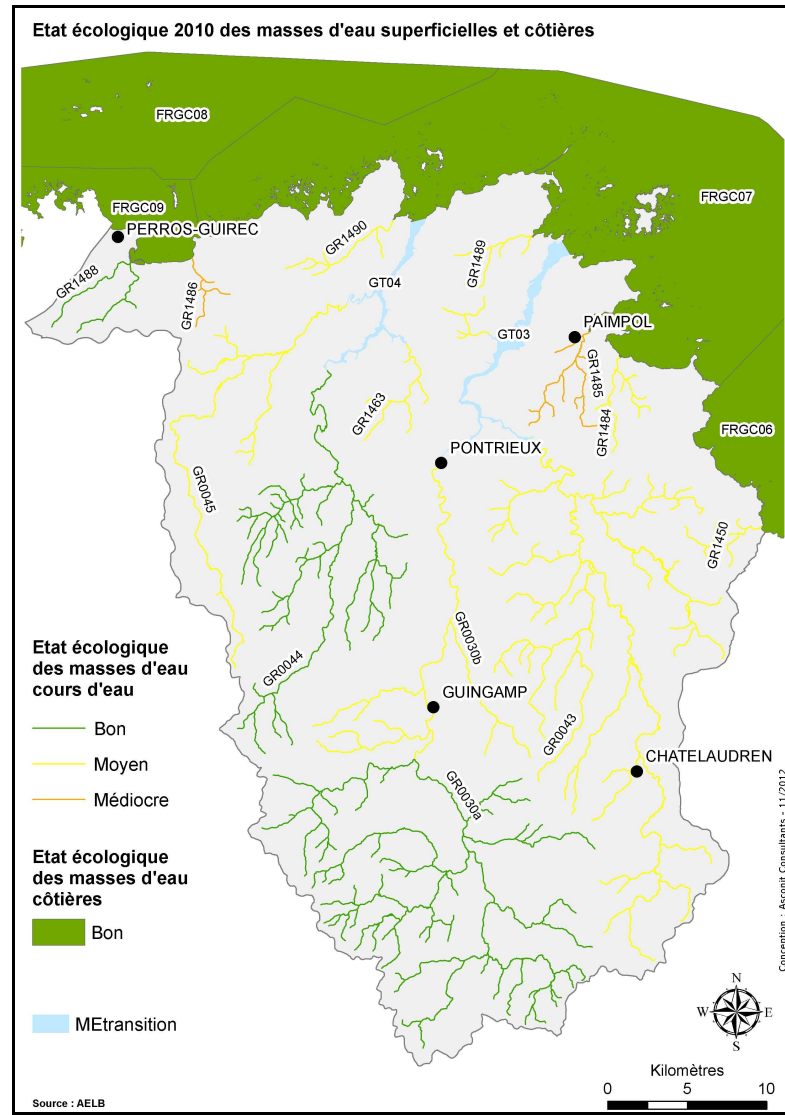 Etat écologique 2010 des masses d'eau superficielles et côtières
FRGC08
FRGC07
FRGC09
PERROS-GUIREC
GR1490
GR1489
GR1488
GT04
GR1486
GT03
PAIMPOL
GR1485
GR1463
GR1484
FRGC06
PONTRIEUX
GR0045
GR1450
GR0030b
GR0044
GUINGAMP
GR0043
CHATELAUDREN
GR0030a
Etat écologique
des masses d'eau
cours d'eau
Bon
Moyen
Médiocre
Etat écologique
des masses d'eau
côtières
Bon
MEtransition
Conception : Asconit Consultants - 11/2012
N
W
E
S
Kilomètres
0 5 10
Source : AELB